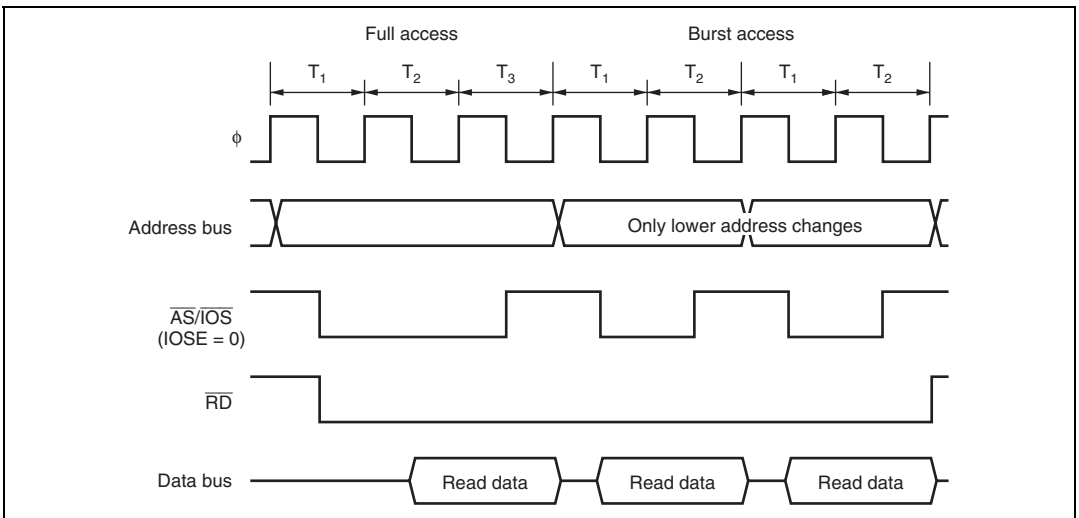 Full access Burst access
T1 T2 T3 T1 T2 T1 T2
φ
Address bus Only lower address changes
AS/IOS
(IOSE = 0)
RD
Data bus Read data Read data Read data